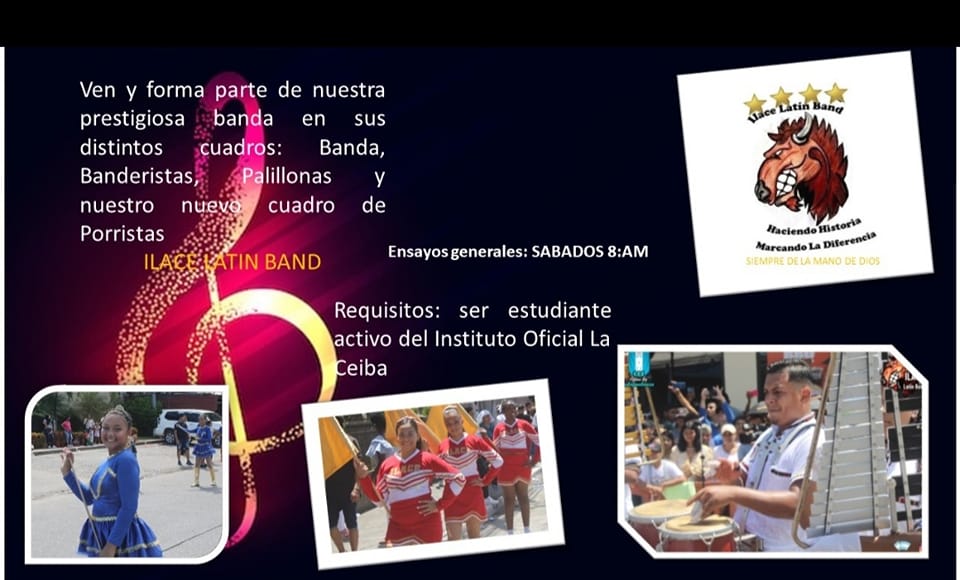 Ven y forma parte de nuestra
prestigiosa banda en sus
distintos cuadros: Banda,
Banderistas, Palillonas y
nuestro nuevo cuadro de
Porristas
ILACE LATIN BAND
Ensayos generales: SABADOS 8:AM
Requisitos: ser estudiante
activo del Instituto Oficial La
Ceiba
Ilace Latin Band
Haciendo Historia
Marcando La Diferencia
SIEMPRE DE LA MANO DE DIOS
ILACE